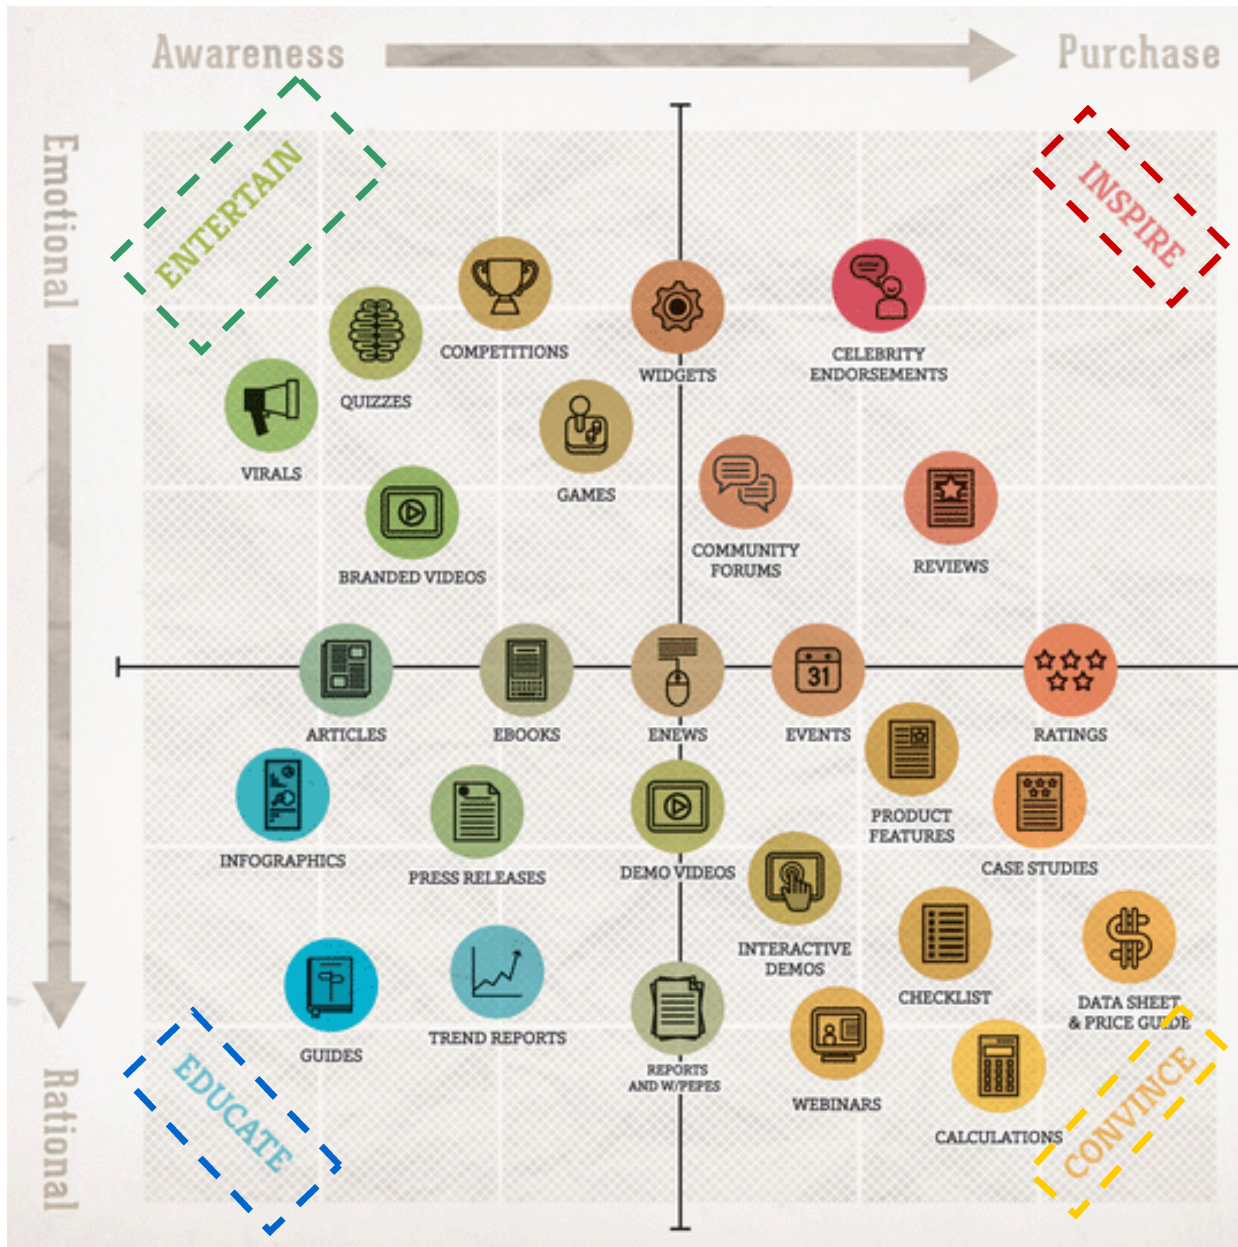 Awareness
Purchase
Emotional
ENTERTAIN
INSPIRE
COMPETITIONS
WIDGETS
CELEBRITY
ENDORSEMENTS
QUIZZES
VIRALS
GAMES
COMMUNITY
FORUMS
REVIEWS
BRANDED VIDEOS
31
ARTICLES
EBOOKS
ENEWS
EVENTS
RATINGS
PRODUCT
FEATURES
INFOGRAPHICS
PRESS RELEASES
DEMO VIDEOS
CASE STUDIES
INTERACTIVE
DEMOS
CHECKLIST
DATA SHEET
& PRICE GUIDE
GUIDES
TREND REPORTS
REPORTS
AND W/PEPES
WEBINARS
CALCULATIONS
Rational
EDUCATE
CONVINCE